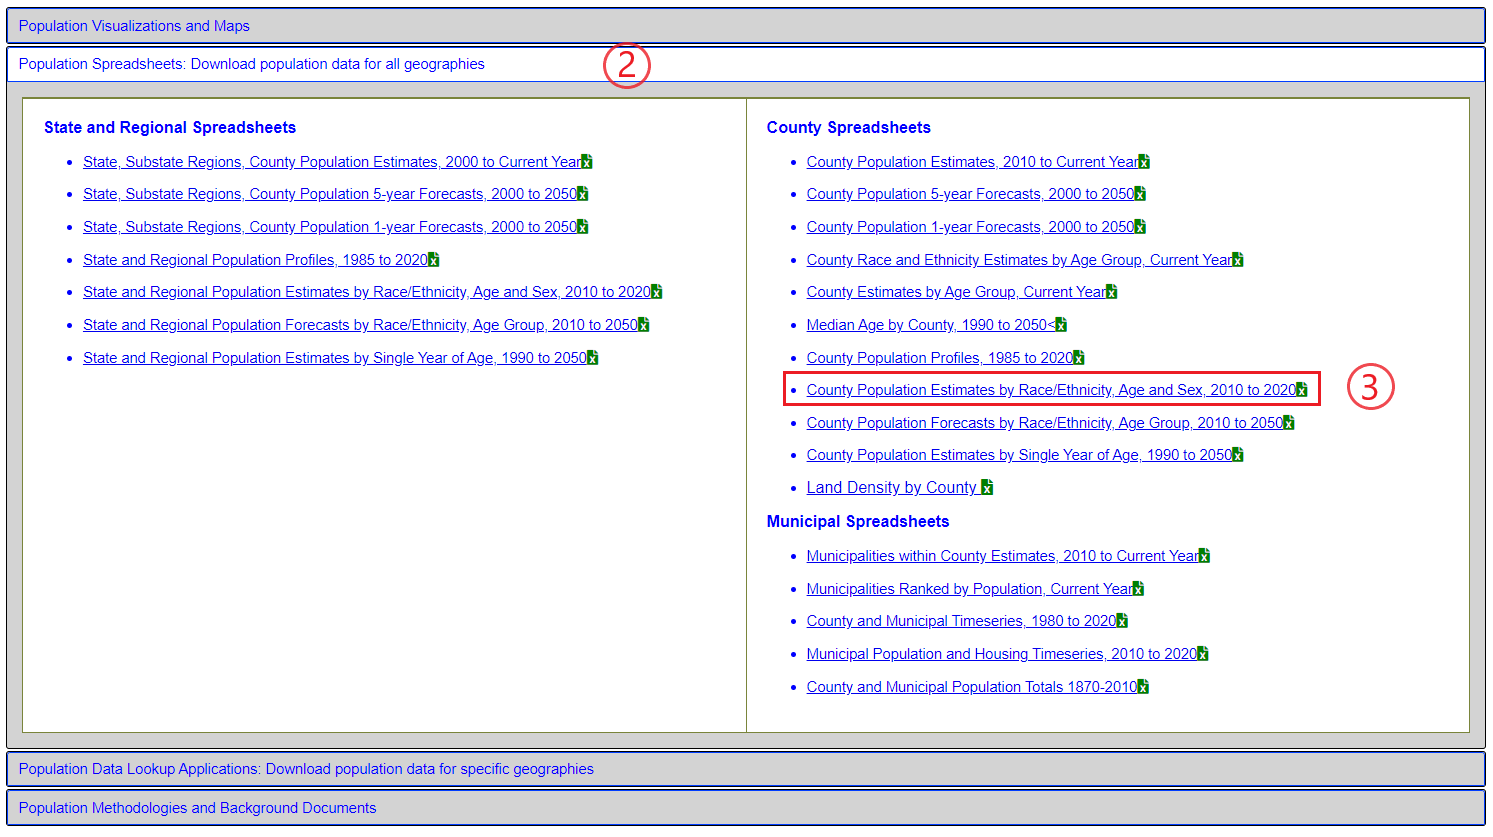 Population Visualizations and Maps
Population Spreadsheets: Download population data for all geographies
2
State and Regional Spreadsheets
State, Substate Regions, County Population Estimates, 2000 to Current Year
State, Substate Regions, County Population 5-year Forecasts, 2000 to 2050
State, Substate Regions, County Population 1-year Forecasts, 2000 to 2050
State and Regional Population Profiles, 1985 to 2020
State and Regional Population Estimates by Race/Ethnicity, Age and Sex, 2010 to 2020
State and Regional Population Forecasts by Race/Ethnicity, Age Group, 2010 to 2050
State and Regional Population Estimates by Single Year of Age, 1990 to 2050
County Spreadsheets
County Population Estimates, 2010 to Current Year
County Population 5-year Forecasts, 2000 to 2050
County Population 1-year Forecasts, 2000 to 2050
County Race and Ethnicity Estimates by Age Group, Current Year
County Estimates by Age Group, Current Year
Median Age by County, 1990 to 2050<
County Population Profiles, 1985 to 2020
County Population Estimates by Race/Ethnicity, Age and Sex, 2010 to 2020
3
County Population Forecasts by Race/Ethnicity, Age Group, 2010 to 2050
County Population Estimates by Single Year of Age, 1990 to 2050
Land Density by County
Municipal Spreadsheets
Municipalities within County Estimates, 2010 to Current Year
Municipalities Ranked by Population, Current Year
County and Municipal Timeseries, 1980 to 2020
Municipal Population and Housing Timeseries, 2010 to 2020
County and Municipal Population Totals 1870-2010
Population Data Lookup Applications: Download population data for specific geographies
Population Methodologies and Background Documents